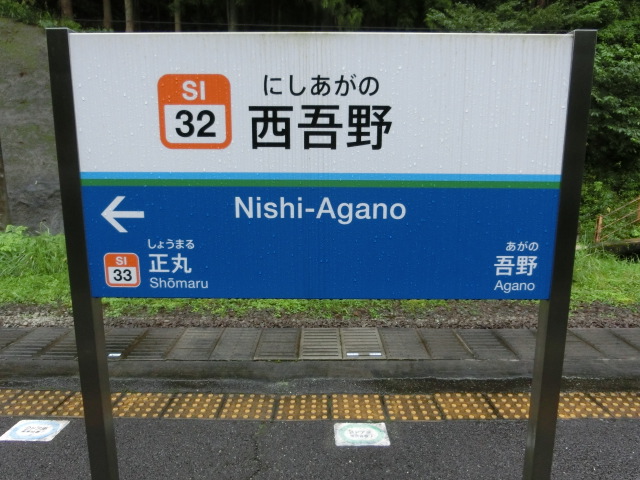 SI
32
にしあがの
西吾野
Nishi-Agano
←
SI
33
しょうまる
正丸
Shōmaru
あがの
吾野
Agano